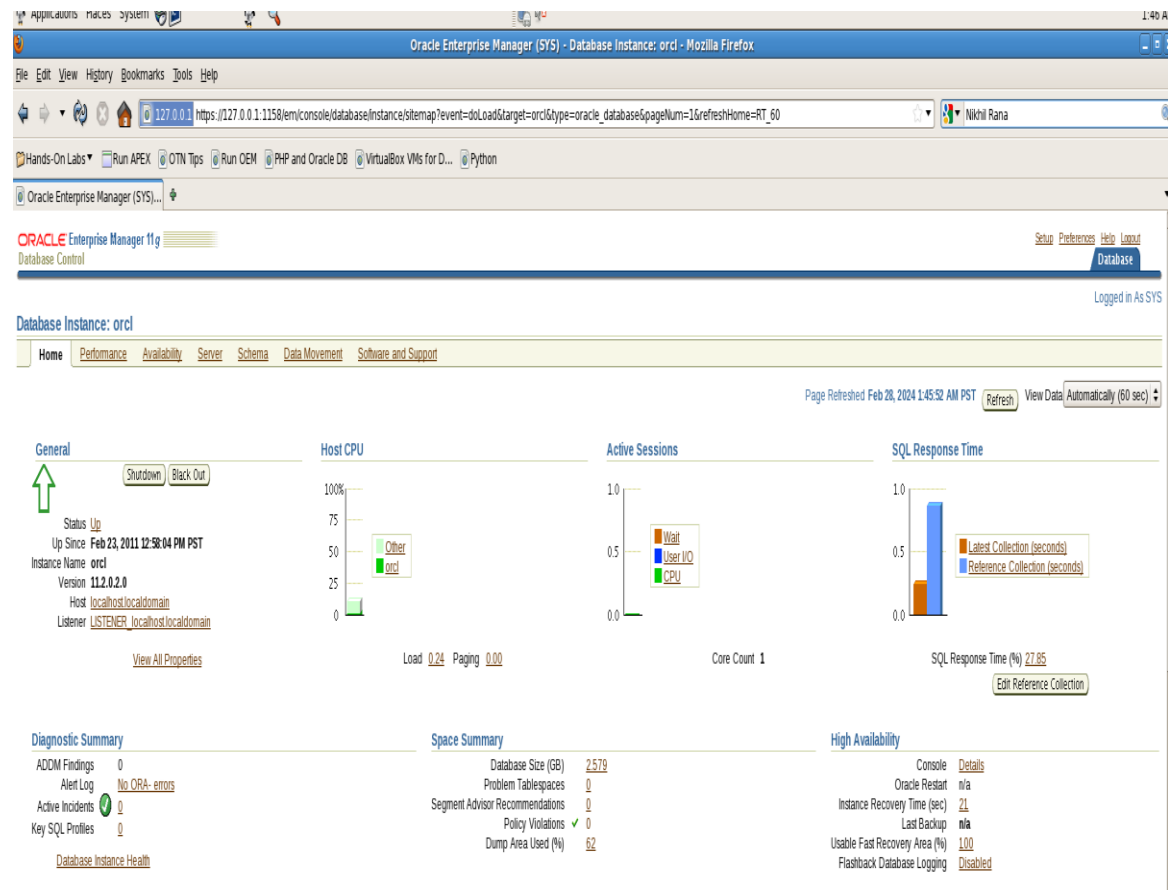 Applications Places System 1:46 A
Oracle Enterprise Manager (SYS) - Database Instance: orcl - Mozilla Firefox
File Edit View History Bookmarks Tools Help
127.0.0.1 https://127.0.0.1:1158/em/console/database/instance/sitemap?event=doLoad&target=orcl&type=oracle_database&pageNum=1&refreshHome=RT_60 Nikhil Rana
Hands-On Labs Run APEX OTN Tips Run OEM PHP and Oracle DB VirtualBox VMs for D... Python
Oracle Enterprise Manager (SYS)...
ORACLE Enterprise Manager 11g
Database Control
Setup Preferences Help Logout
Database
Logged in As SYS
Database Instance: orcl
Home Performance Availability Server Schema Data Movement Software and Support
Page Refreshed Feb 28, 2024 1:45:52 AM PST Refresh View Data Automatically (60 sec)
General
Shutdown Black Out
Status Up
Up Since Feb 23, 2011 12:58:04 PM PST
Instance Name orcl
Version 11.2.0.2.0
Host localhost.localdomain
Listener LISTENER_localhost.localdomain
View All Properties
Host CPU
100%
75
50
25
0
Other
orcl
Load 0.24 Paging 0.00
Active Sessions
1.0
0.5
0.0
Wait
User I/O
CPU
Core Count 1
SQL Response Time
1.0
0.5
0.0
Latest Collection (seconds)
Reference Collection (seconds)
SQL Response Time (%) 27.85
Edit Reference Collection
Diagnostic Summary
ADDM Findings 0
Alert Log No ORA- errors
Active Incidents 0
Key SQL Profiles 0
Database Instance Health
Space Summary
Database Size (GB) 2.579
Problem Tablespaces 0
Segment Advisor Recommendations 0
Policy Violations 0
Dump Area Used (%) 62
High Availability
Console Details
Oracle Restart n/a
Instance Recovery Time (sec) 21
Last Backup n/a
Usable Fast Recovery Area (%) 100
Flashback Database Logging Disabled